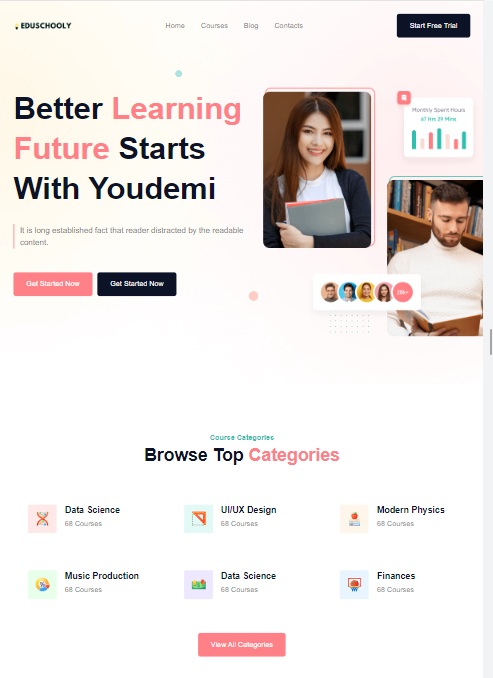 EDUSCHOOLY
Home Courses Blog Contacts
Start Free Trial
Better Learning
Future Starts
With Youdemi
It is long established fact that reader distracted by the readable
content.
Get Started Now
Get Started Now
Monthly Spent Hours
67 Hrs 29 Mins
20k+
Course Categories
Browse Top Categories
Data Science
68 Courses
UI/UX Design
68 Courses
Modern Physics
68 Courses
Music Production
68 Courses
Data Science
68 Courses
Finances
68 Courses
View All Categories